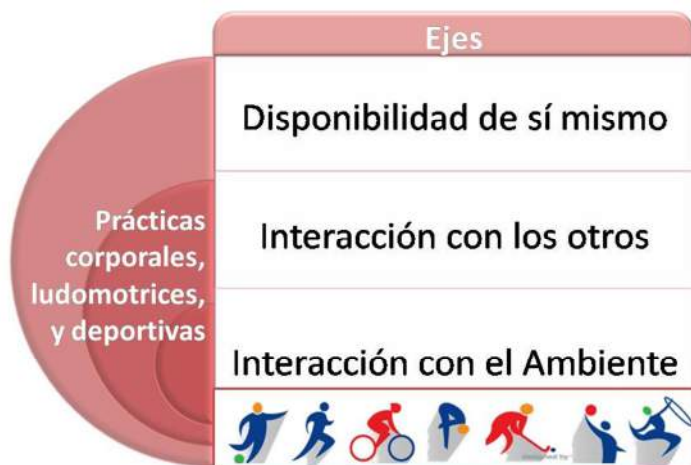 Ejes
Disponibilidad de sí mismo
Prácticas
corporales,
ludomotrices,
y deportivas
Interacción con los otros
Interacción con el Ambiente